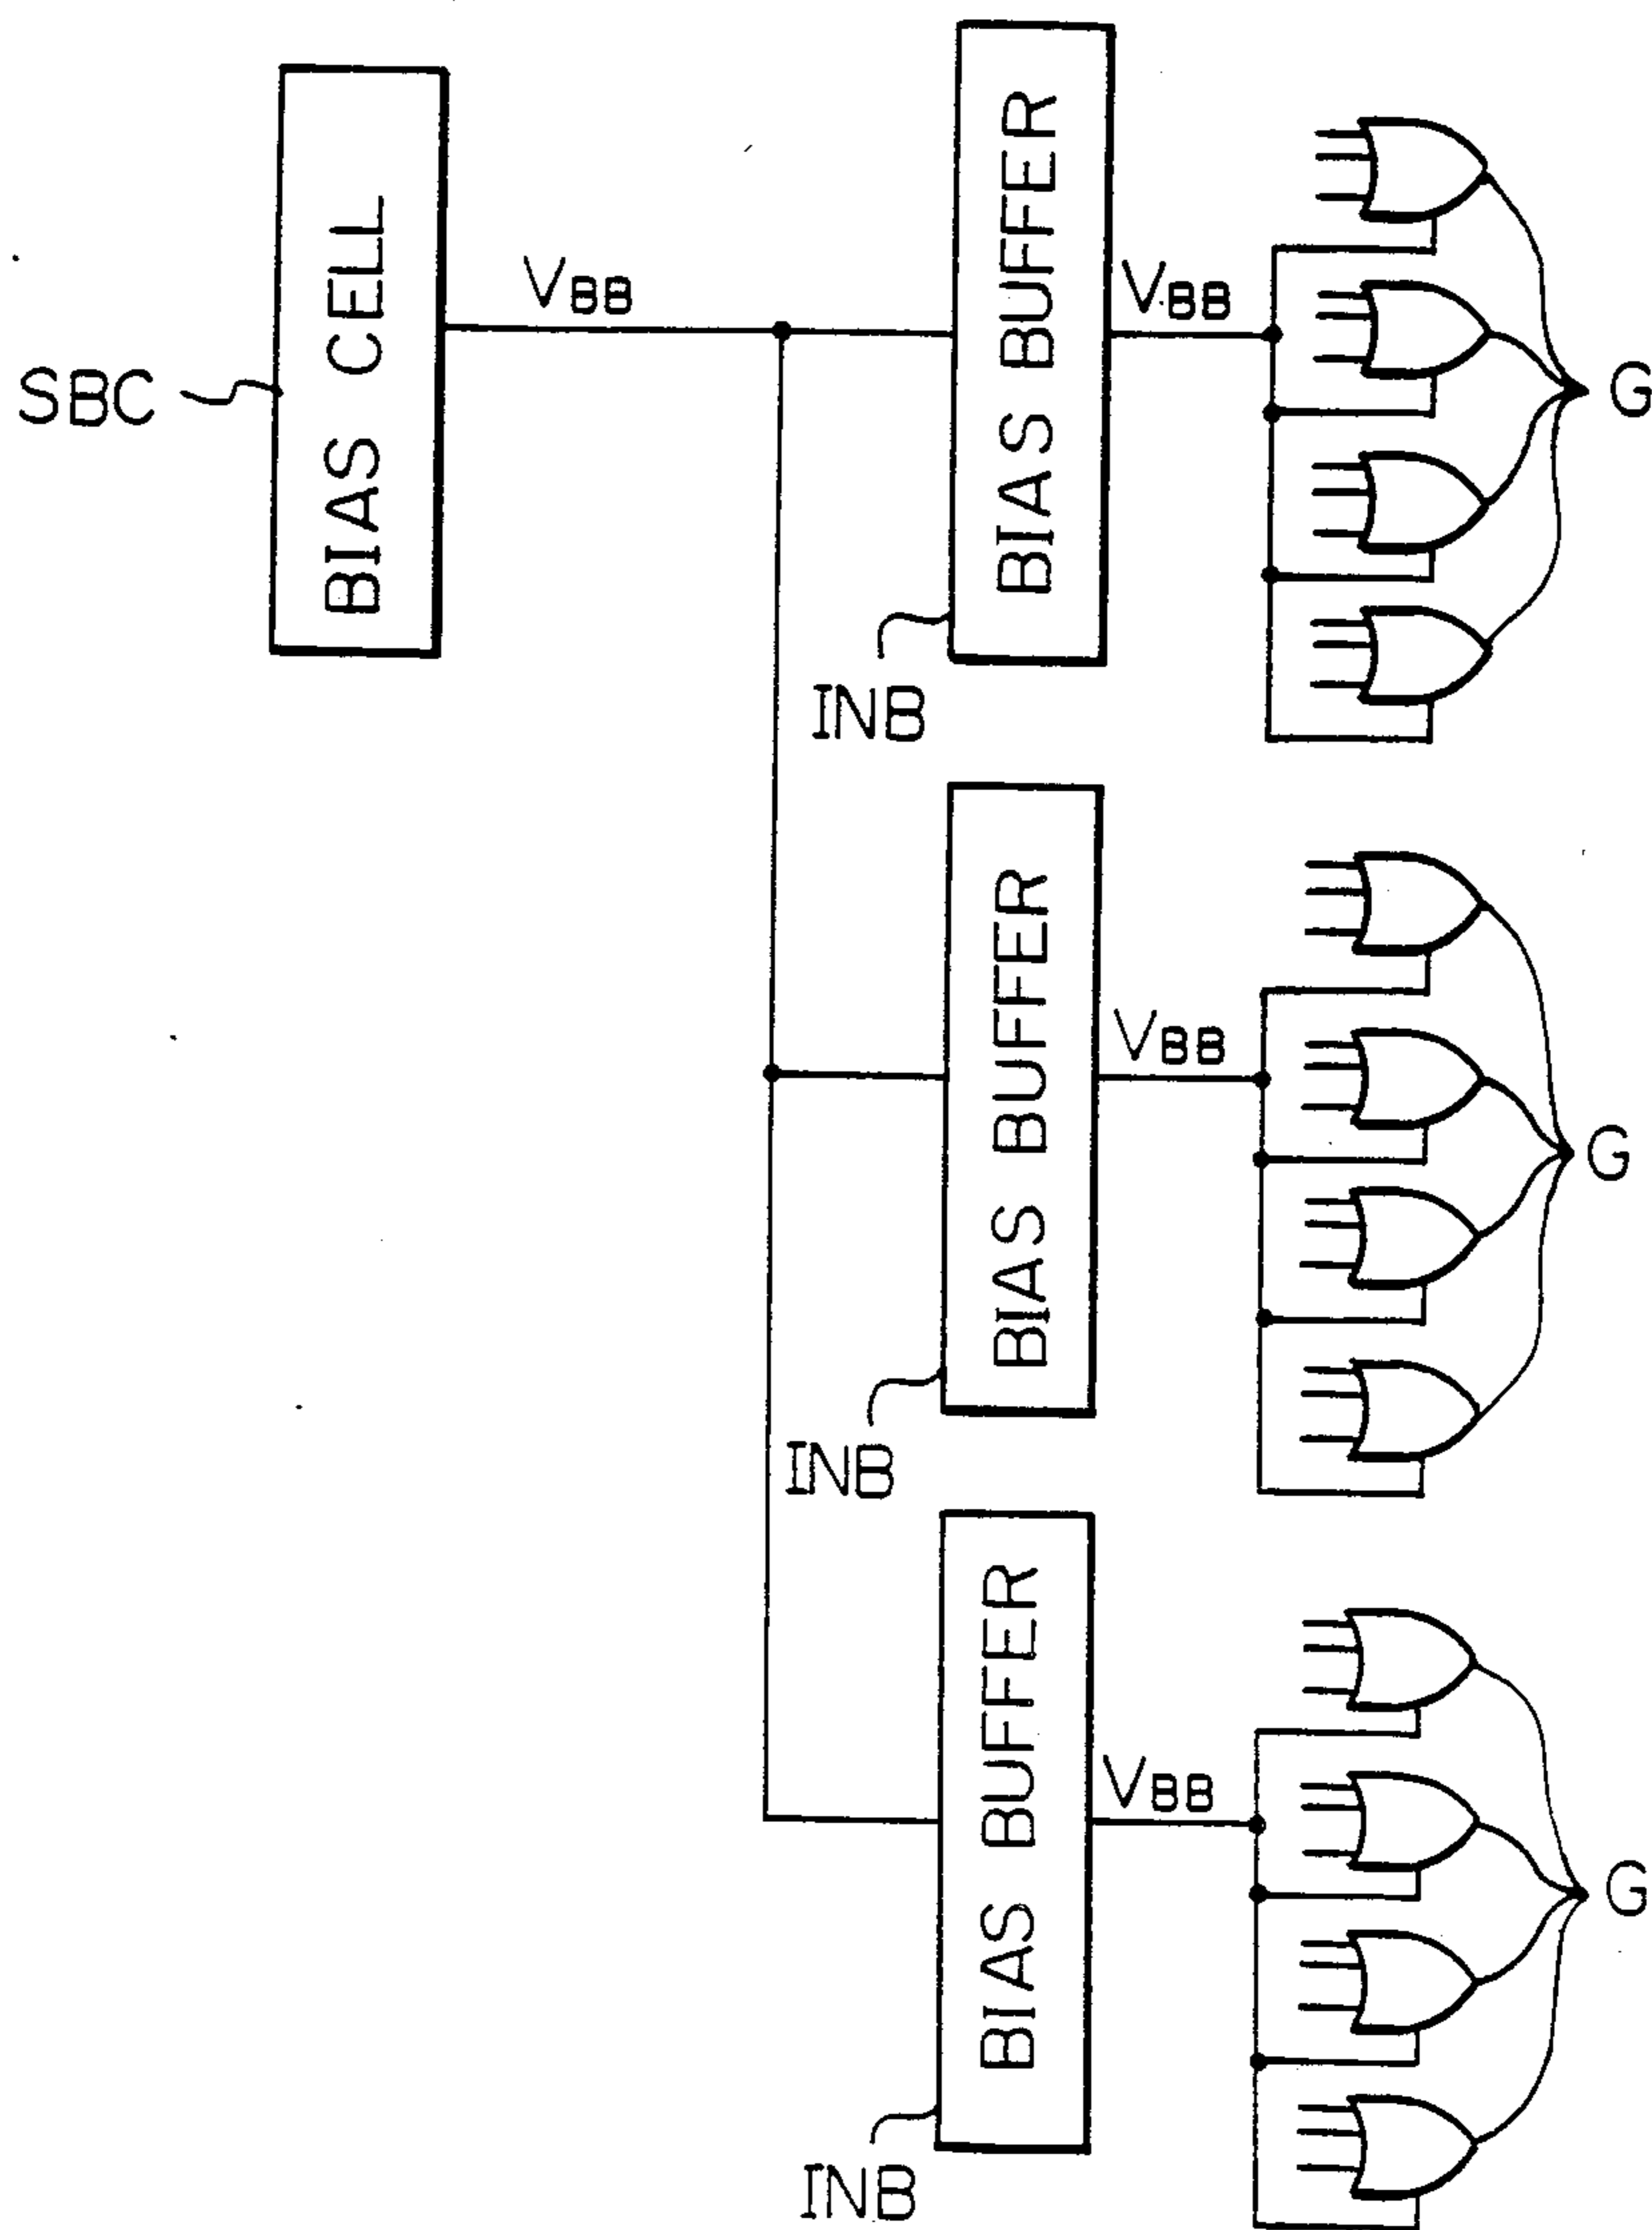 SBC
BIAS CELL
VBB
BIAS BUFFER
INB
VBB
G
BIAS BUFFER
INB
VBB
G
BIAS BUFFER
INB
VBB
G